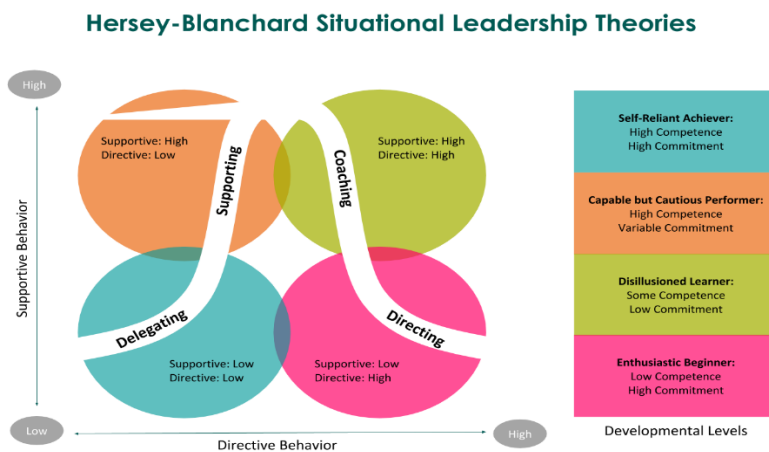 Hersey-Blanchard Situational Leadership Theories
High
Supportive Behavior
Low
Directive Behavior
High
Supportive: High
Directive: Low
Supporting
Supportive: High
Directive: High
Coaching
Delegating
Supportive: Low
Directive: Low
Directing
Supportive: Low
Directive: High
Self-Reliant Achiever:
High Competence
High Commitment
Capable but Cautious Performer:
High Competence
Variable Commitment
Disillusioned Learner:
Some Competence
Low Commitment
Enthusiastic Beginner:
Low Competence
High Commitment
Developmental Levels